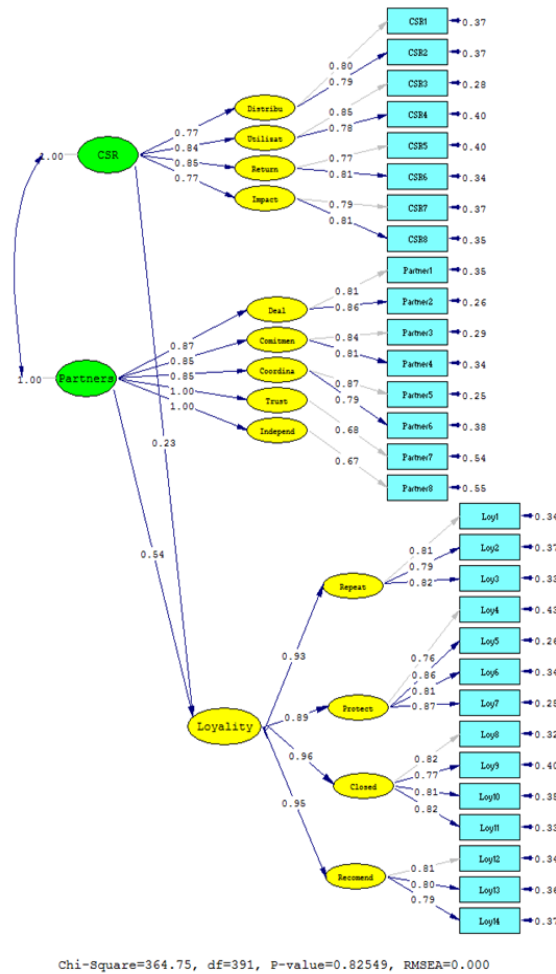 CSR1
0.37
0.80
CSR2
0.37
0.79
CSR3
0.28
Distribu
0.85
0.77
CSR4
0.40
Utilisat
0.78
0.84
CSR
1.00
CSR5
0.40
0.77
0.85
Return
0.81
CSR6
0.34
0.77
Impact
0.79
CSR7
0.37
0.81
CSR8
0.35
Partner1
0.35
0.81
Deal
0.86
Partner2
0.26
0.87
Comitmen
0.84
Partner3
0.29
0.85
0.81
Partner4
0.34
Partners
1.00
0.85
Coordina
0.87
Partner5
0.25
0.79
1.00
Trust
Partner6
0.38
1.00
Independ
0.68
Partner7
0.54
0.23
0.67
Partner8
0.55
Loy1
0.34
0.54
0.81
Loy2
0.37
0.79
Repeat
0.82
Loy3
0.33
Loy4
0.43
0.93
0.76
Loy5
0.26
0.86
0.81
Loy6
0.34
Protect
0.87
Loy7
0.25
0.89
Loyality
Loy8
0.32
0.82
0.96
0.77
Loy9
0.40
Closed
0.81
Loy10
0.35
0.95
0.82
Loy11
0.33
Loy12
0.34
0.81
Recomend
0.80
Loy13
0.36
0.79
Loy14
0.37
Chi-Square=364.75, df=391, P-value=0.82549, RMSEA=0.000